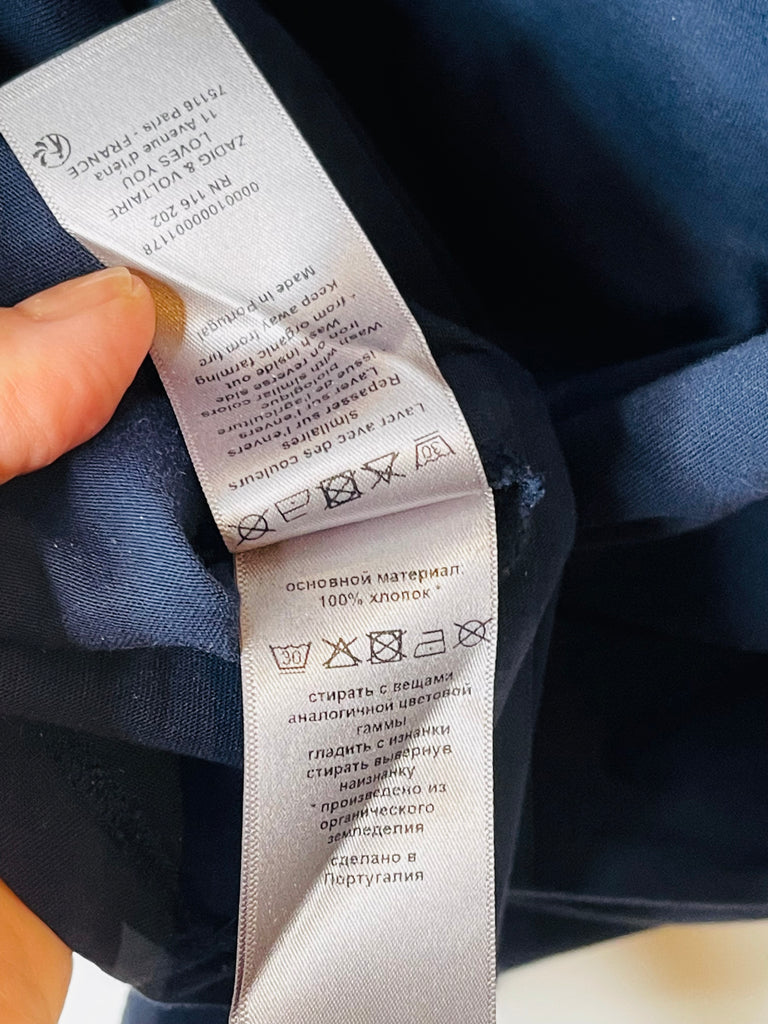 75116 Paris - FRANCE
11 Avenue d'Iéna
LOVES YOU
ZADIG & VOLTAIRE
RN 116 202
0000100001178
Made in Portugal
Keep away from fire
* from organic farming
Wash inside out
Iron on reverse side
Wash with similar colors
issue de l'agriculture
biologique
Laver sur l'envers
Repasser sur l'envers
similaires
Laver avec des couleurs
30
основной материал:
100% хлопок *
30
стирать с вещами
аналогичной цветовой
гаммы
гладить с изнанки
стирать вывернув
наизнанку
* произведено из
органического
земледелия
сделано в
Португалия